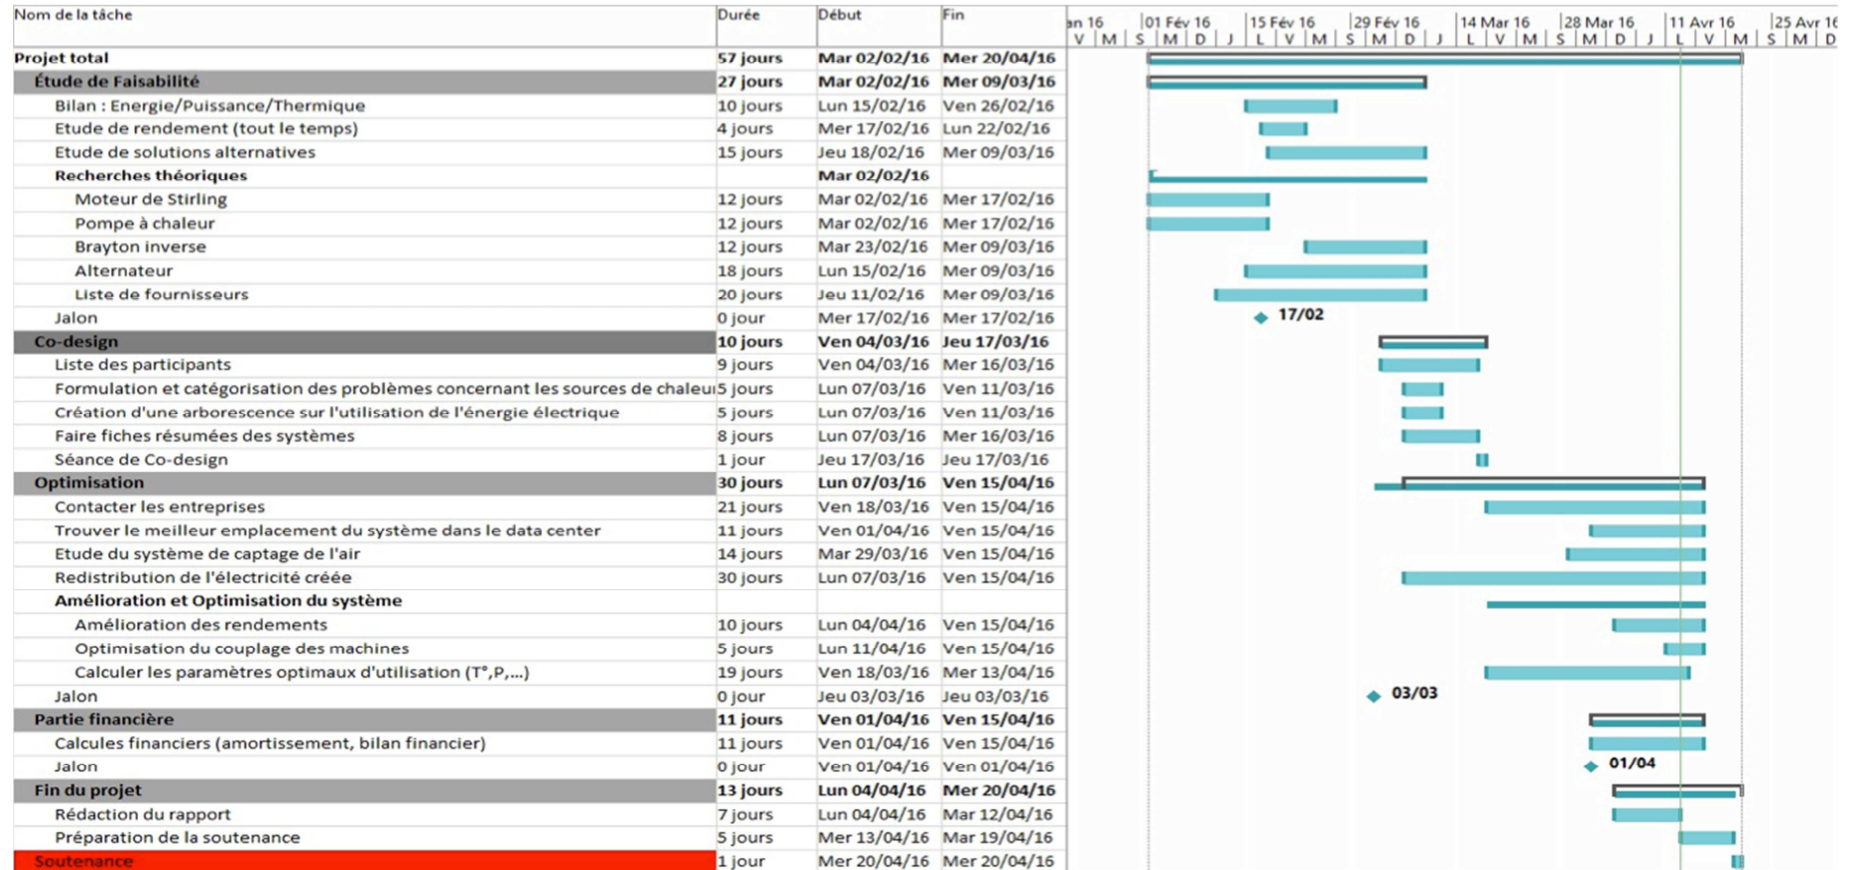 Nom de la tâche Durée Début Fin an 16 01 Fév 16 15 Fév 16 29 Fév 16 14 Mar 16 28 Mar 16 11 Avr 16 25 Avr 16
V M S M D J L V M S M D J L V M S M D J L V M S M D
Projet total 57 jours Mar 02/02/16 Mer 20/04/16
Étude de Faisabilité 27 jours Mar 02/02/16 Mer 09/03/16
Bilan : Energie/Puissance/Thermique 10 jours Lun 15/02/16 Ven 26/02/16
Etude de rendement (tout le temps) 4 jours Mer 17/02/16 Lun 22/02/16
Etude de solutions alternatives 15 jours Jeu 18/02/16 Mer 09/03/16
Recherches théoriques Mar 02/02/16
Moteur de Stirling 12 jours Mar 02/02/16 Mer 17/02/16
Pompe à chaleur 12 jours Mar 02/02/16 Mer 17/02/16
Brayton inverse 12 jours Mar 23/02/16 Mer 09/03/16
Alternateur 18 jours Lun 15/02/16 Mer 09/03/16
Liste de fournisseurs 20 jours Jeu 11/02/16 Mer 09/03/16
Jalon 0 jour Mer 17/02/16 Mer 17/02/16 17/02
Co-design 10 jours Ven 04/03/16 Jeu 17/03/16
Liste des participants 9 jours Ven 04/03/16 Mer 16/03/16
Formulation et catégorisation des problèmes concernant les sources de chaleur 5 jours Lun 07/03/16 Ven 11/03/16
Création d'une arborescence sur l'utilisation de l'énergie électrique 5 jours Lun 07/03/16 Ven 11/03/16
Faire fiches résumées des systèmes 8 jours Lun 07/03/16 Mer 16/03/16
Séance de Co-design 1 jour Jeu 17/03/16 Jeu 17/03/16
Optimisation 30 jours Lun 07/03/16 Ven 15/04/16
Contacter les entreprises 21 jours Ven 18/03/16 Ven 15/04/16
Trouver le meilleur emplacement du système dans le data center 11 jours Ven 01/04/16 Ven 15/04/16
Etude du système de captage de l'air 14 jours Mar 29/03/16 Ven 15/04/16
Redistribution de l'électricité créée 30 jours Lun 07/03/16 Ven 15/04/16
Amélioration et Optimisation du système
Amélioration des rendements 10 jours Lun 04/04/16 Ven 15/04/16
Optimisation du couplage des machines 5 jours Lun 11/04/16 Ven 15/04/16
Calculer les paramètres optimaux d'utilisation (T°,P,...) 19 jours Ven 18/03/16 Mer 13/04/16
Jalon 0 jour Jeu 03/03/16 Jeu 03/03/16 03/03
Partie financière 11 jours Ven 01/04/16 Ven 15/04/16
Calcules financiers (amortissement, bilan financier) 11 jours Ven 01/04/16 Ven 15/04/16
Jalon 0 jour Ven 01/04/16 Ven 01/04/16 01/04
Fin du projet 13 jours Lun 04/04/16 Mer 20/04/16
Rédaction du rapport 7 jours Lun 04/04/16 Mar 12/04/16
Préparation de la soutenance 5 jours Mer 13/04/16 Mar 19/04/16
Soutenance 1 jour Mer 20/04/16 Mer 20/04/16